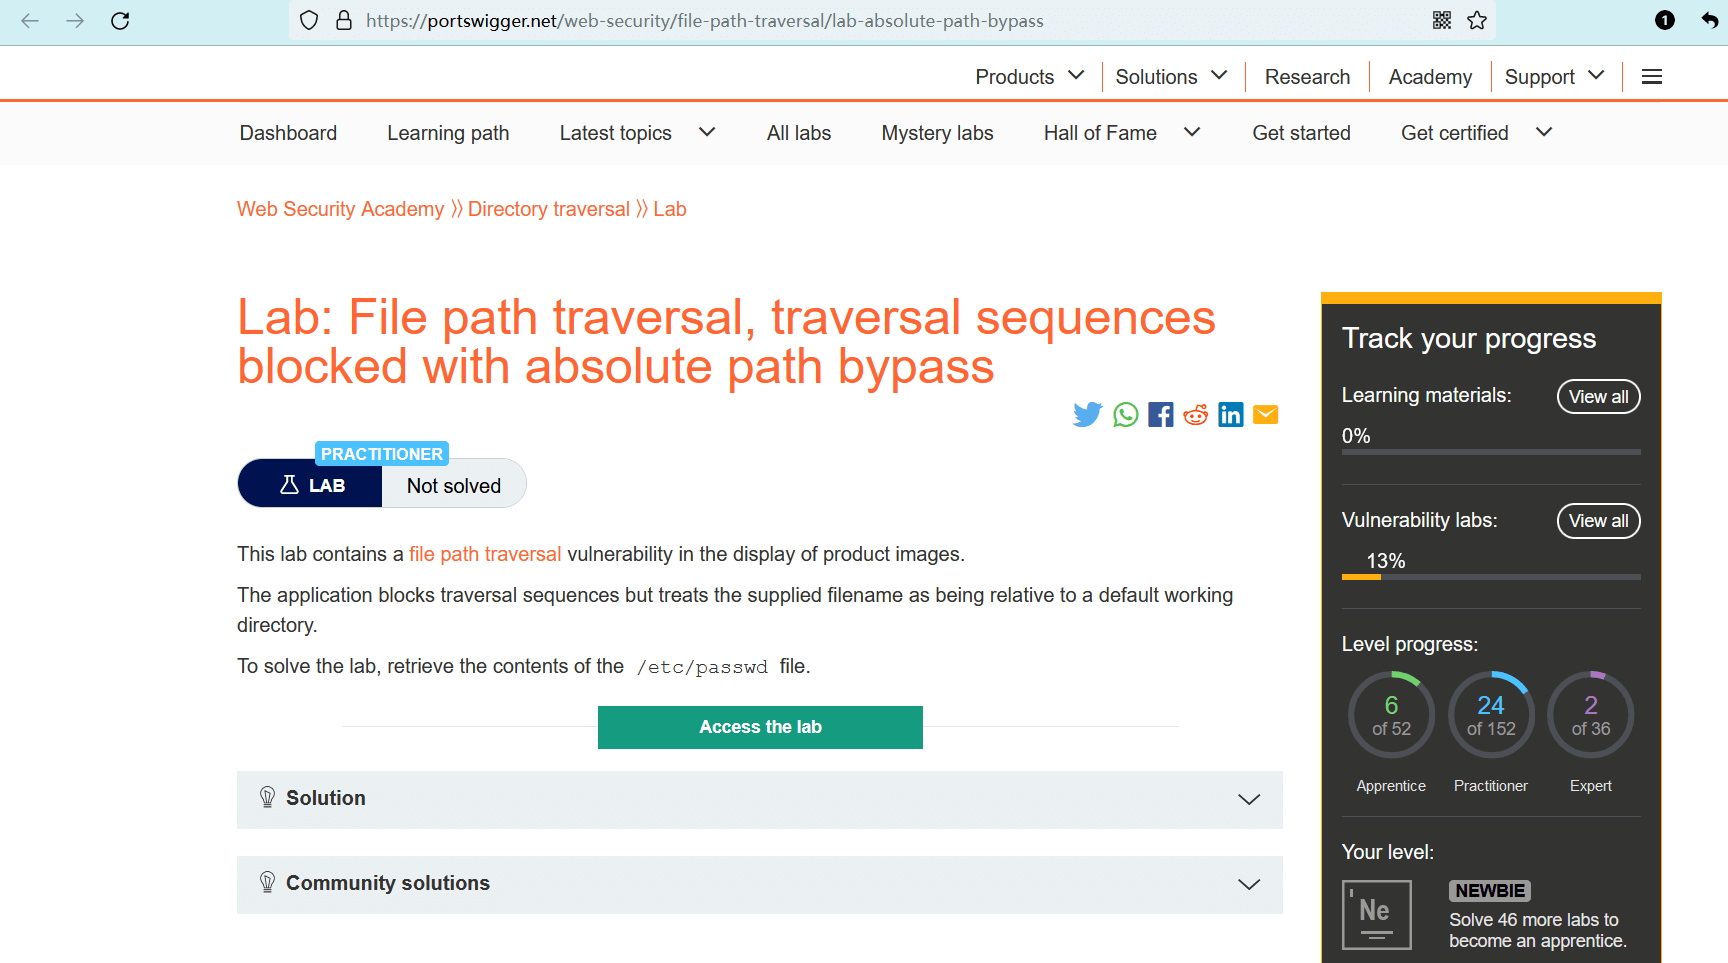 https://portswigger.net/web-security/file-path-traversal/lab-absolute-path-bypass
1
Products Solutions Research Academy Support
Dashboard Learning path Latest topics All labs Mystery labs Hall of Fame Get started Get certified
Web Security Academy » Directory traversal » Lab
Lab: File path traversal, traversal sequences
blocked with absolute path bypass
PRACTITIONER
LAB Not solved
This lab contains a file path traversal vulnerability in the display of product images.
The application blocks traversal sequences but treats the supplied filename as being relative to a default working
directory.
To solve the lab, retrieve the contents of the /etc/passwd file.
Access the lab
Solution
Community solutions
Track your progress
Learning materials: View all
0%
Vulnerability labs: View all
13%
Level progress:
6 24 2
of 52 of 152 of 36
Apprentice Practitioner Expert
Your level:
Ne
NEWBIE
Solve 46 more labs to
become an apprentice.